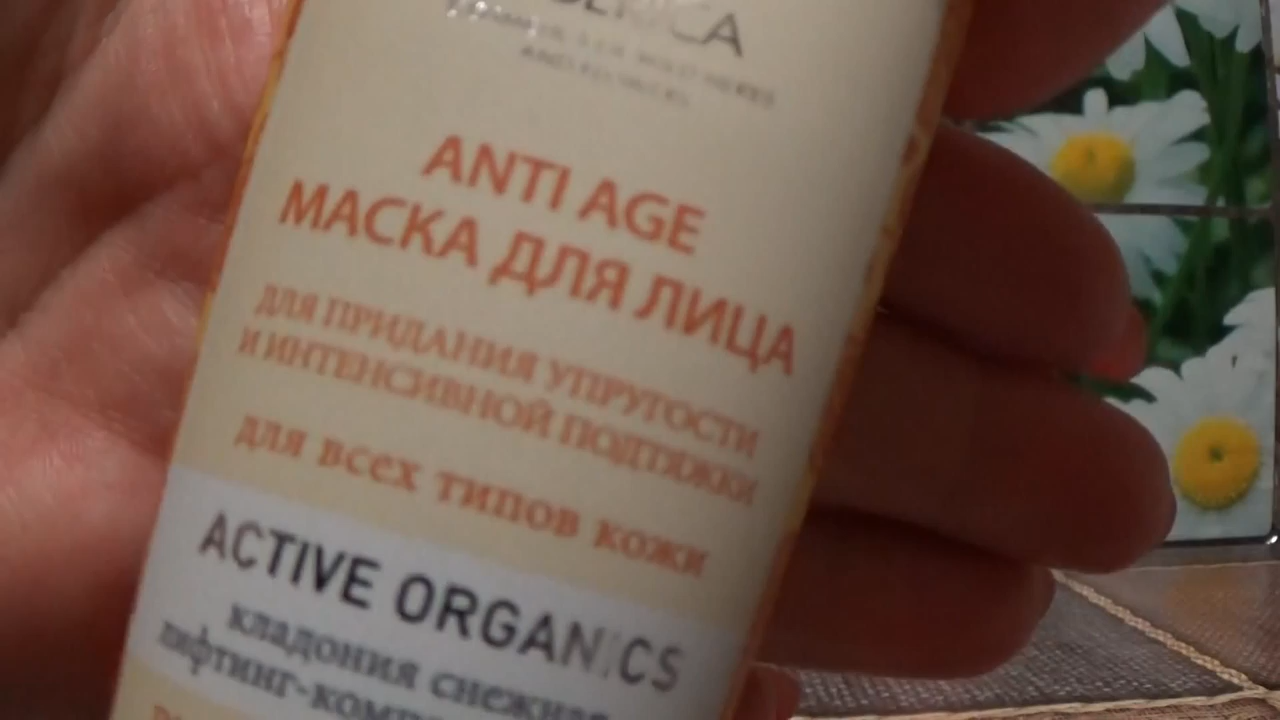 ANTI AGE
МАСКА ДЛЯ ЛИЦА
ДЛЯ ПРИДАНИЯ УПРУГОСТИ
И ИНТЕНСИВНОЙ ПОДТЯЖКИ
для всех типов кожи
ACTIVE ORGANICS
кладония снежная